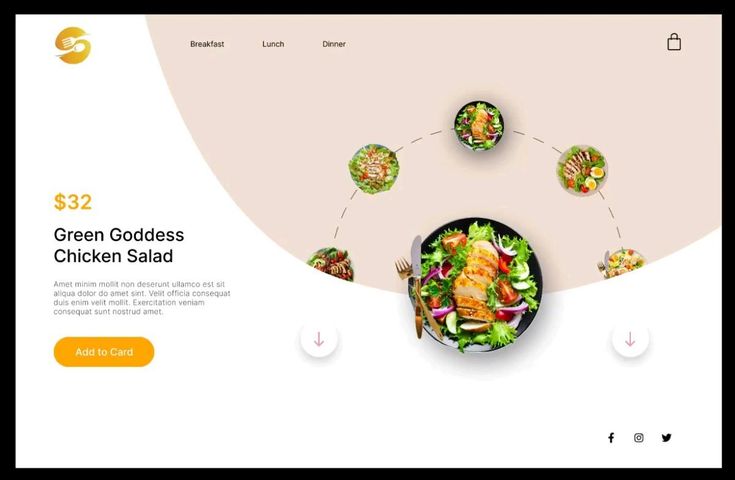 Breakfast
Lunch
Dinner
$32
Green Goddess
Chicken Salad
Amet minim mollit non deserunt ullamco est sit
aliqua dolor do amet sint. Velit officia consequat
duis enim velit mollit. Exercitation veniam
consequat sunt nostrud amet.
Add to Card